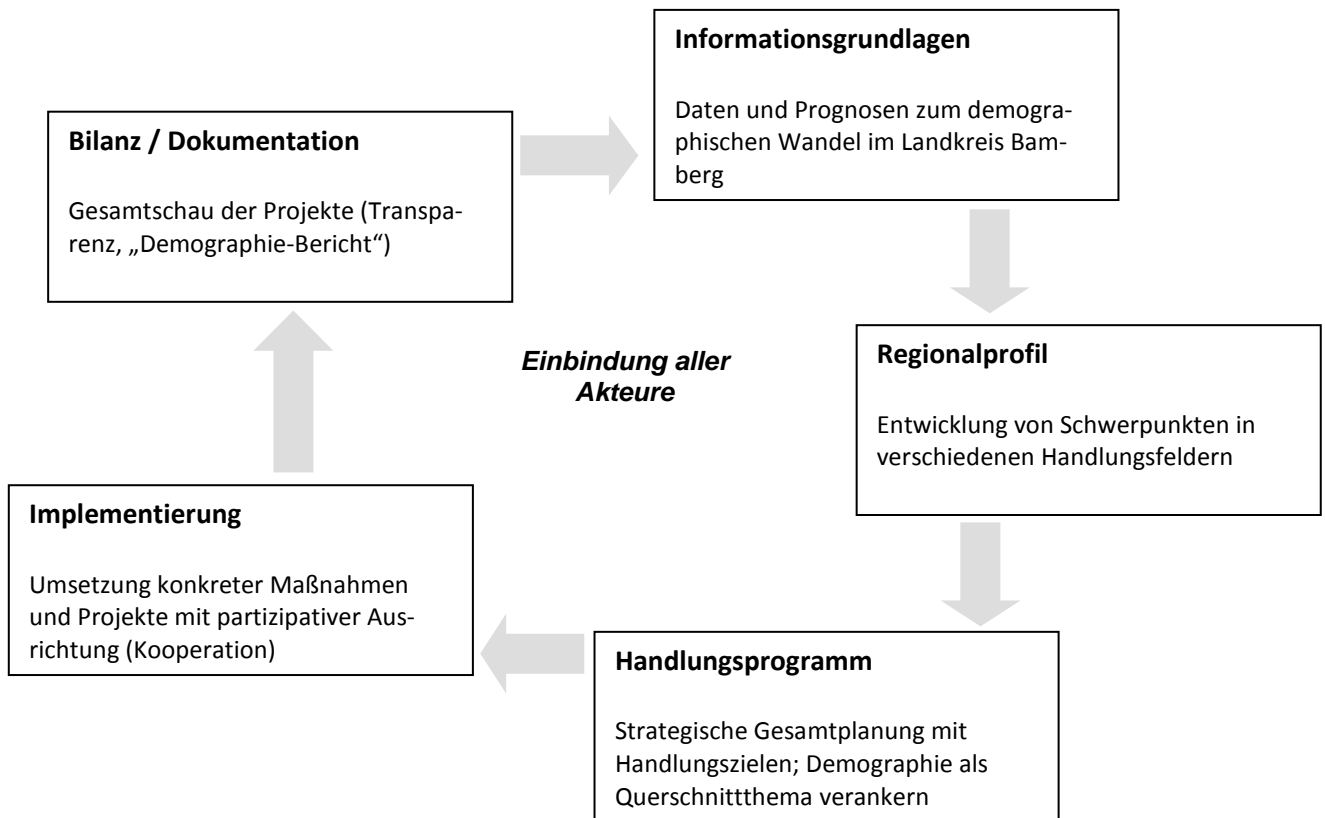 Informationsgrundlagen
Daten und Prognosen zum demogra-
phischen Wandel im Landkreis Bam-
berg
Bilanz / Dokumentation
Gesamtschau der Projekte (Transpa-
renz, „Demographie-Bericht“)
Einbindung aller
Akteure
Regionalprofil
Entwicklung von Schwerpunkten in
verschiedenen Handlungsfeldern
Implementierung
Umsetzung konkreter Maßnahmen
und Projekte mit partizipativer Aus-
richtung (Kooperation)
Handlungsprogramm
Strategische Gesamtplanung mit
Handlungszielen; Demographie als
Querschnittthema verankern